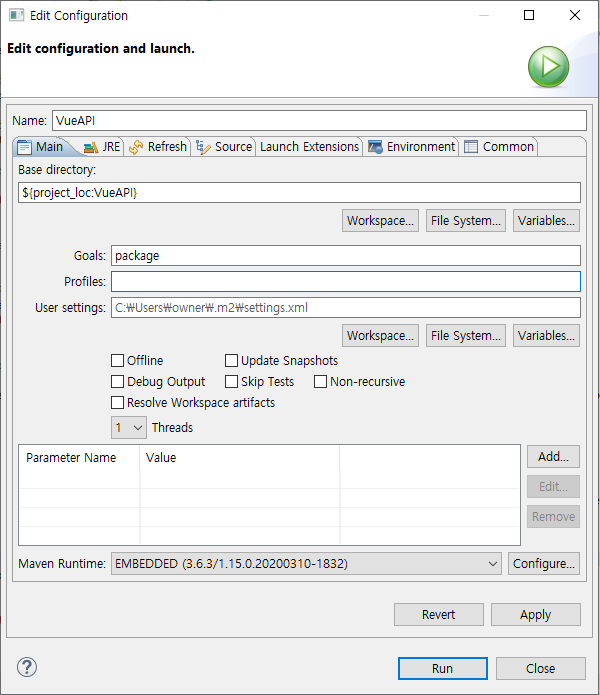 Edit Configuration
Edit configuration and launch.
Name: VueAPI
Main JRE Refresh Source Launch Extensions Environment Common
Base directory:
${project_loc:VueAPI}
Workspace... File System... Variables...
Goals: package
Profiles:
User settings: C:₩Users₩owner₩.m2₩settings.xml
Workspace... File System... Variables...
Offline Update Snapshots
Debug Output Skip Tests Non-recursive
Resolve Workspace artifacts
1 Threads
Parameter Name Value Add...
Edit...
Remove
Maven Runtime: EMBEDDED (3.6.3/1.15.0.20200310-1832) Configure...
Revert Apply
? Run Close